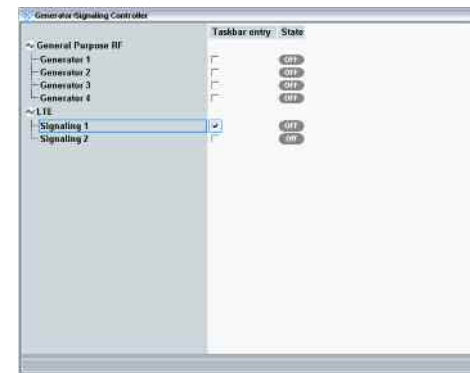 Generator/Signaling Controller
Taskbar entry State
General Purpose RF
Generator 1 OFF
Generator 2 OFF
Generator 3 OFF
Generator 4 OFF
LTE
Signaling 1 OFF
Signaling 2 Off